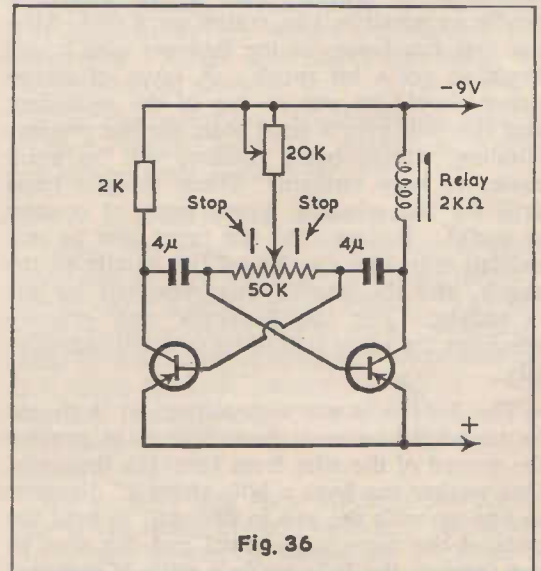 -9V
20K
2K
Relay
2KΩ
Stop
Stop
4μ
4μ
50K
+
Fig. 36